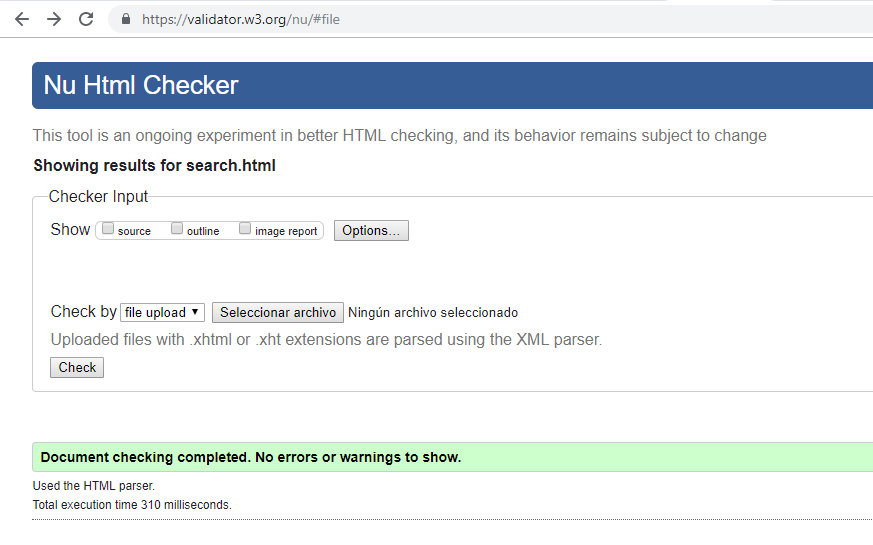 https://validator.w3.org/nu/#file
Nu Html Checker
This tool is an ongoing experiment in better HTML checking, and its behavior remains subject to change
Showing results for search.html
Checker Input
Show source outline image report Options...
Check by file upload Seleccionar archivo Ningún archivo seleccionado
Uploaded files with .xhtml or .xht extensions are parsed using the XML parser.
Check
Document checking completed. No errors or warnings to show.
Used the HTML parser.
Total execution time 310 milliseconds.